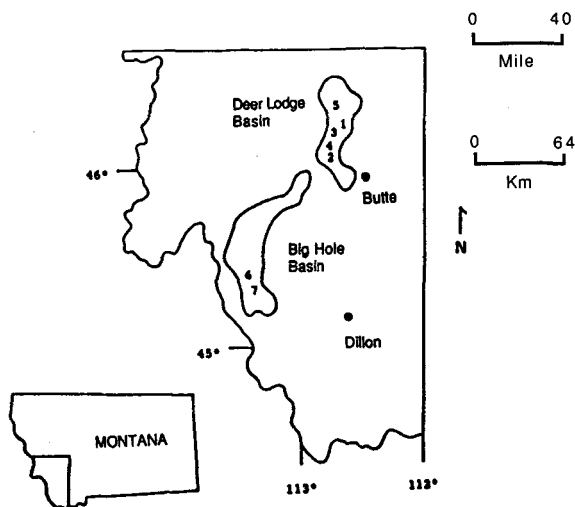 0 40
Mile
Deer Lodge
Basin
5
1
3
4
2
0 64
Km
46°
Butte
N
Big Hole
Basin
4
7
Dillon
45°
MONTANA
113°
112°